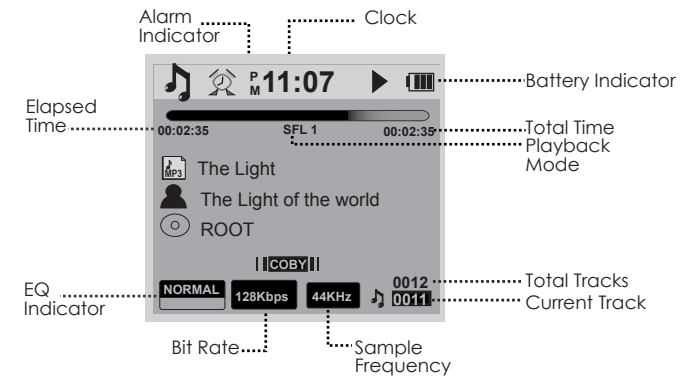 Alarm
Indicator
Clock
PM 11:07
Battery Indicator
Elapsed
Time
00:02:35
SFL 1
00:02:35
Total Time
Playback
Mode
MP3
The Light
The Light of the world
ROOT
COBY
EQ
Indicator
NORMAL
128Kbps
44KHz
0012
0011
Total Tracks
Current Track
Bit Rate
Sample
Frequency